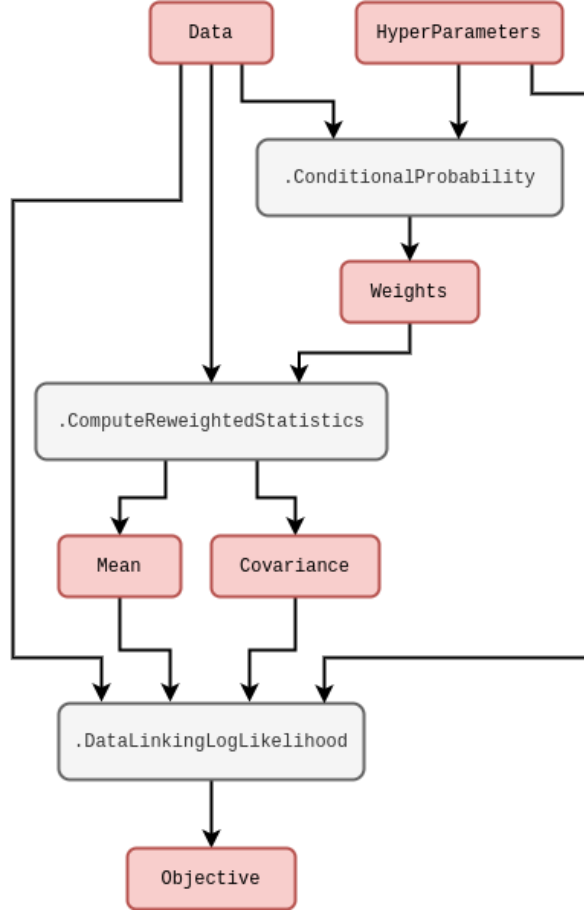 Data
HyperParameters
.ConditionalProbability
Weights
.ComputeReweightedStatistics
Mean
Covariance
.DataLinkingLogLikelihood
Objective